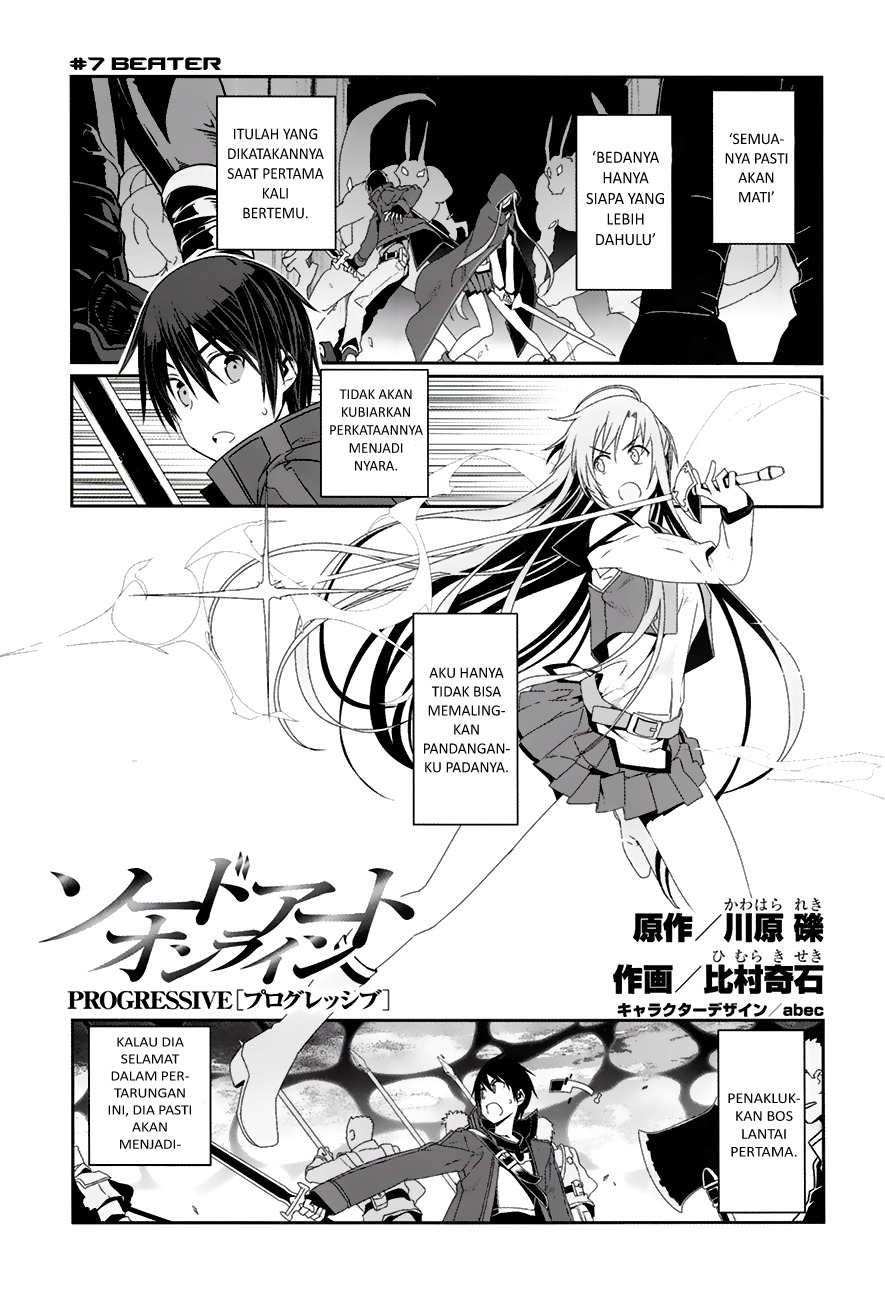 #7 BEATER
'SEMUA-
NYA PASTI
AKAN
MATI'
'BEDANYA
HANYA
SIAPA YANG
LEBIH
DAHULU'
ITULAH YANG
DIKATAKANNYA
SAAT PERTAMA
KALI
BERTEMU.
TIDAK AKAN
KUBIARKAN
PERKATAANNYA
MENJADI
NYARA.
AKU HANYA
TIDAK BISA
MEMALING-
KAN
PANDANGAN-
KU PADANYA.
ソードアート
オンライン
PROGRESSIVE[プログレッシブ]
かわはら れき
原作/川原 礫
ひむら きせき
作画/比村奇石
キャラクターデザイン/abec
PENAKLUK-
KAN BOS
LANTAI
PERTAMA.
KALAU DIA
SELAMAT
DALAM PER-
TARUNGAN
INI, DIA PASTI
AKAN
MENJADI-